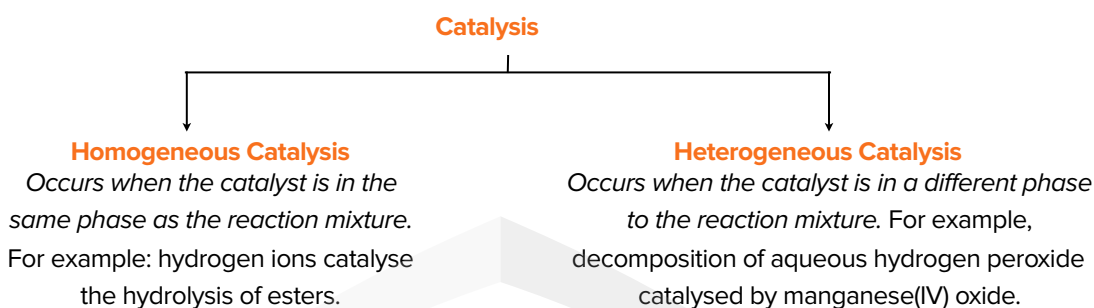 Catalysis
Homogeneous Catalysis
Occurs when the catalyst is in the
same phase as the reaction mixture.
For example: hydrogen ions catalyse
the hydrolysis of esters.
Heterogeneous Catalysis
Occurs when the catalyst is in a different phase
to the reaction mixture. For example,
decomposition of aqueous hydrogen peroxide
catalysed by manganese(IV) oxide.